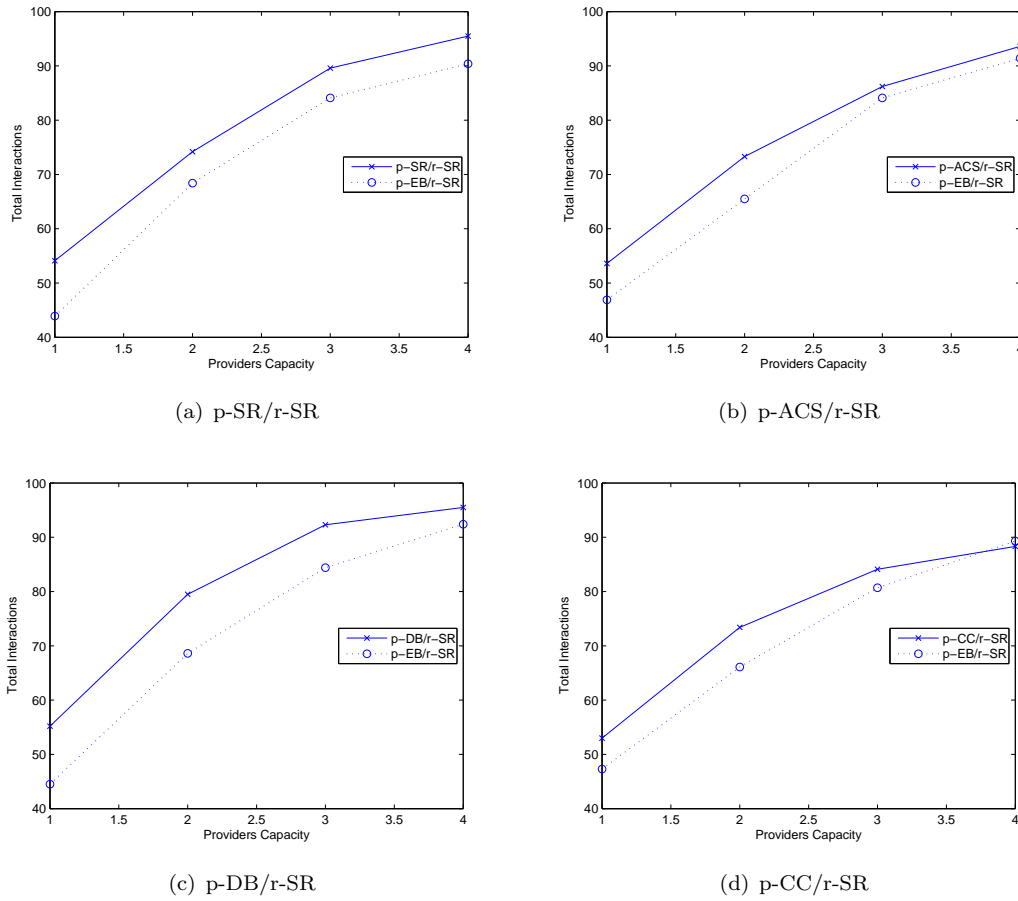 100
90
80
70
60
50
40
Total Interactions
p−SR/r−SR
p−EB/r−SR
1 1.5 2 2.5 3 3.5 4
Providers Capacity
(a) p-SR/r-SR
100
90
80
70
60
50
40
Total Interactions
p−ACS/r−SR
p−EB/r−SR
1 1.5 2 2.5 3 3.5 4
Providers Capacity
(b) p-ACS/r-SR
100
90
80
70
60
50
40
Total Interactions
p−DB/r−SR
p−EB/r−SR
1 1.5 2 2.5 3 3.5 4
Providers Capacity
(c) p-DB/r-SR
100
90
80
70
60
50
40
Total Interactions
p−CC/r−SR
p−EB/r−SR
1 1.5 2 2.5 3 3.5 4
Providers Capacity
(d) p-CC/r-SR